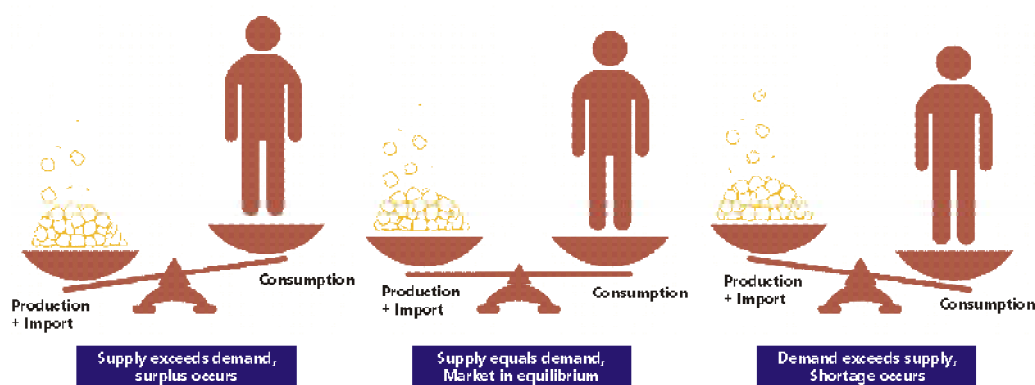 Production
+ Import
Consumption
Supply exceeds demand,
surplus occurs
Production
+ Import
Consumption
Supply equals demand,
Market in equilibrium
Production
+ Import
Consumption
Demand exceeds supply,
Shortage occurs